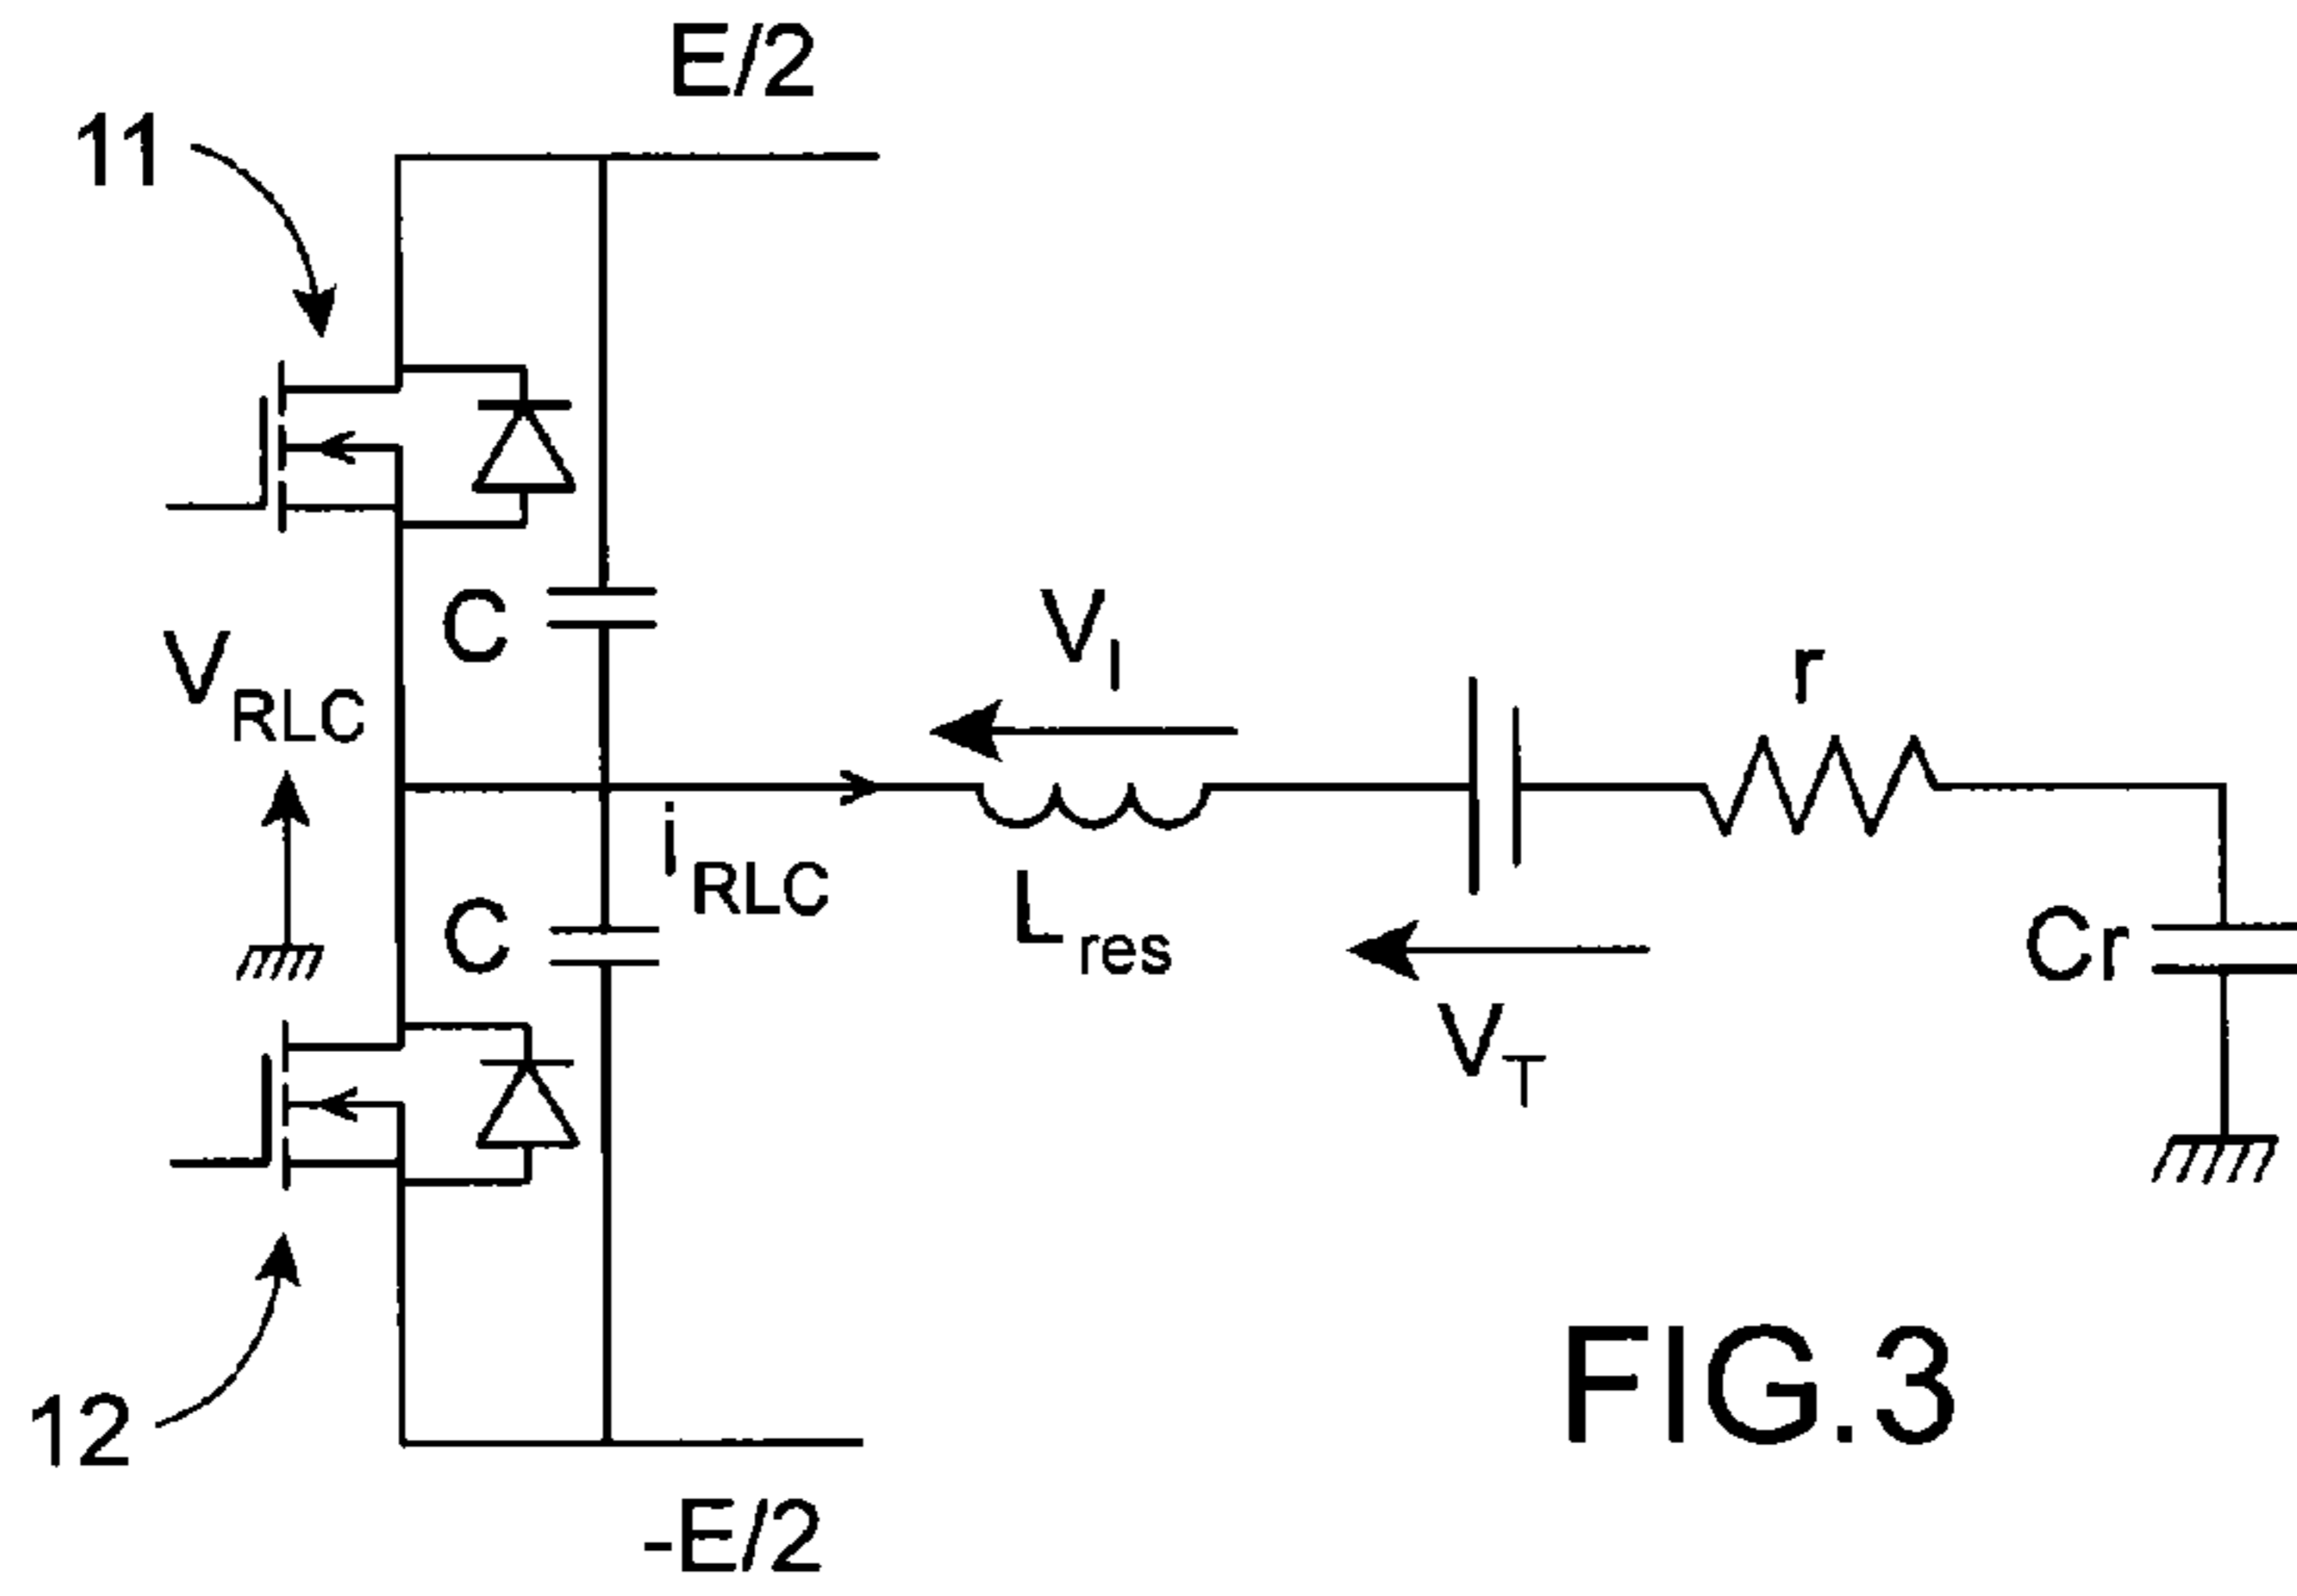 E/2
11
C
V_RLC
V_I
r
i_RLC
C
L_res
Cr
V_T
12
-E/2
FIG.3